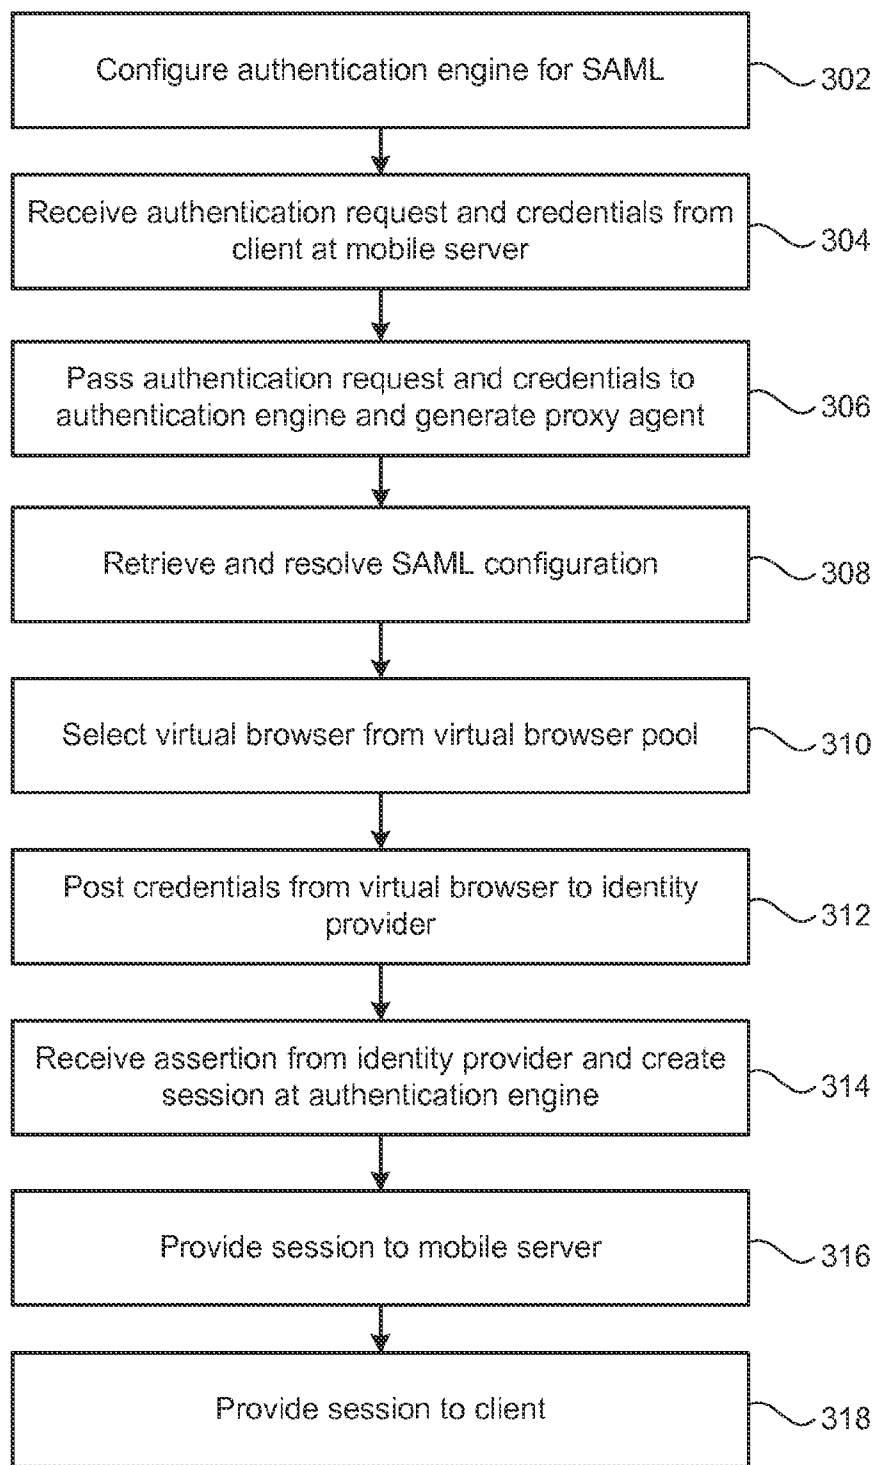 Configure authentication engine for SAML
302
Receive authentication request and credentials from
client at mobile server
304
Pass authentication request and credentials to
authentication engine and generate proxy agent
306
Retrieve and resolve SAML configuration
308
Select virtual browser from virtual browser pool
310
Post credentials from virtual browser to identity
provider
312
Receive assertion from identity provider and create
session at authentication engine
314
Provide session to mobile server
316
Provide session to client
318